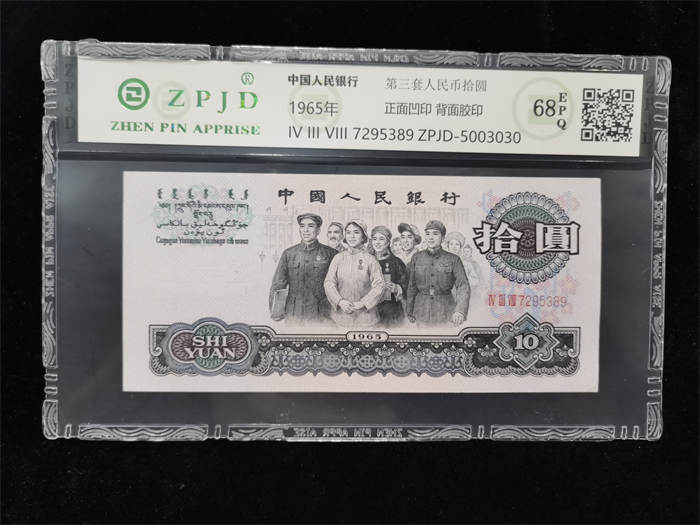 ZPJD®
ZHEN PIN APPRISE
中国人民银行
第三套人民币拾圆
1965年
正面凹印 背面胶印
IV III VIII 7295389 ZPJD-5003030
68 EPQ
中國人民銀行
拾圓
IV III VIII 7295389
SHI
YUAN
1965
10